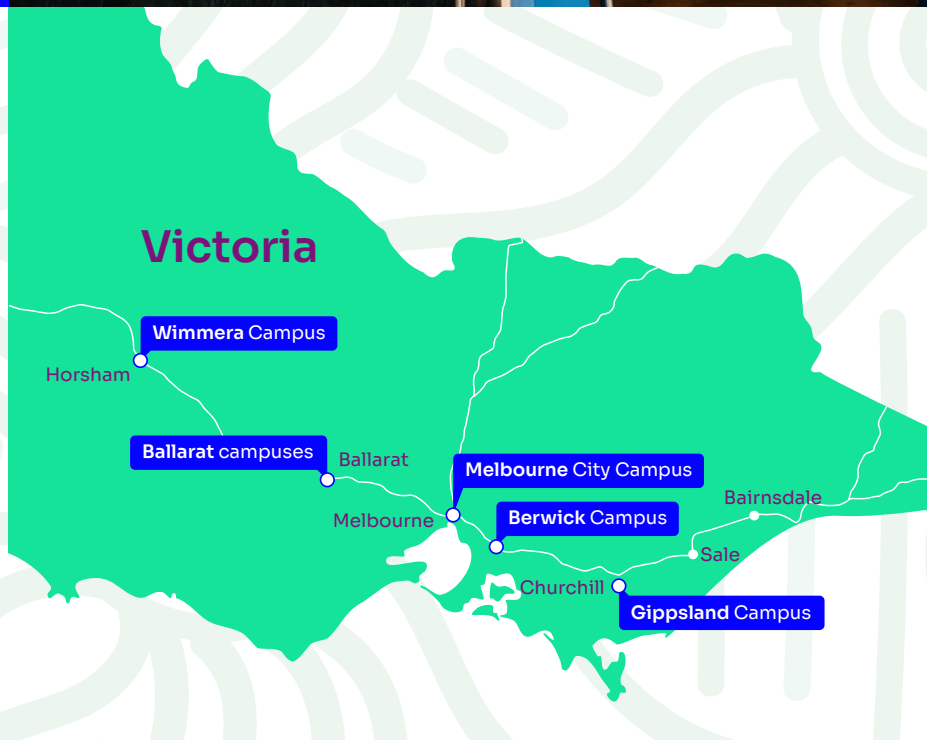 Victoria
Wimmera Campus
Horsham
Ballarat campuses
Ballarat
Melbourne City Campus
Melbourne
Berwick Campus
Bairnsdale
Sale
Churchill
Gippsland Campus